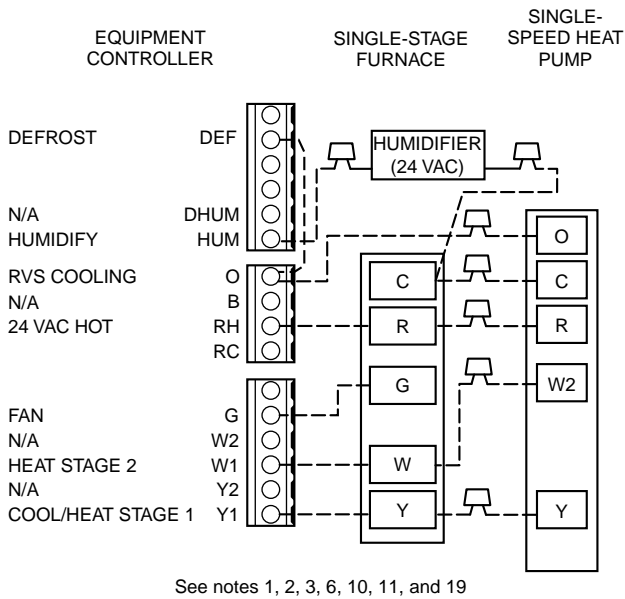 EQUIPMENT
CONTROLLER
SINGLE-STAGE
FURNACE
SINGLE-
SPEED HEAT
PUMP
DEFROST DEF
HUMIDIFIER
(24 VAC)
N/A DHUM
HUMIDIFY HUM
O
RVS COOLING O
C
C
N/A B
24 VAC HOT RH
R
R
RC
G
W2
FAN G
N/A W2
HEAT STAGE 2 W1
W
N/A Y2
COOL/HEAT STAGE 1 Y1
Y
Y
See notes 1, 2, 3, 6, 10, 11, and 19